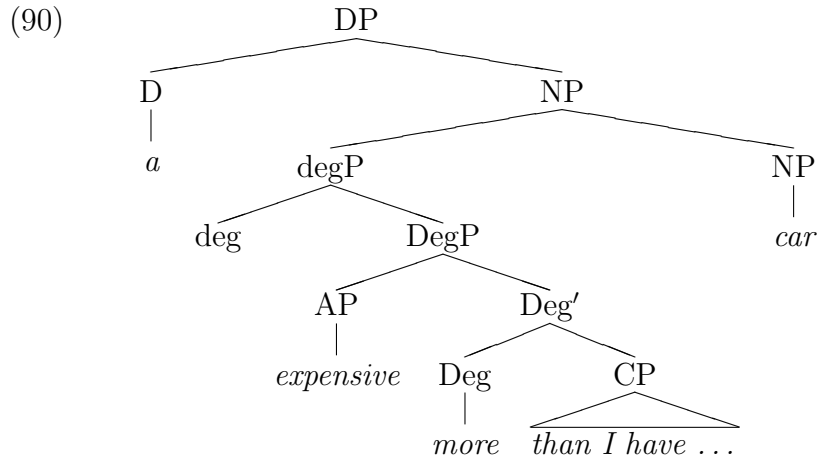 (90) DP
D NP
a degP NP
deg DegP car
AP Deg′
expensive Deg CP
more than I have ...